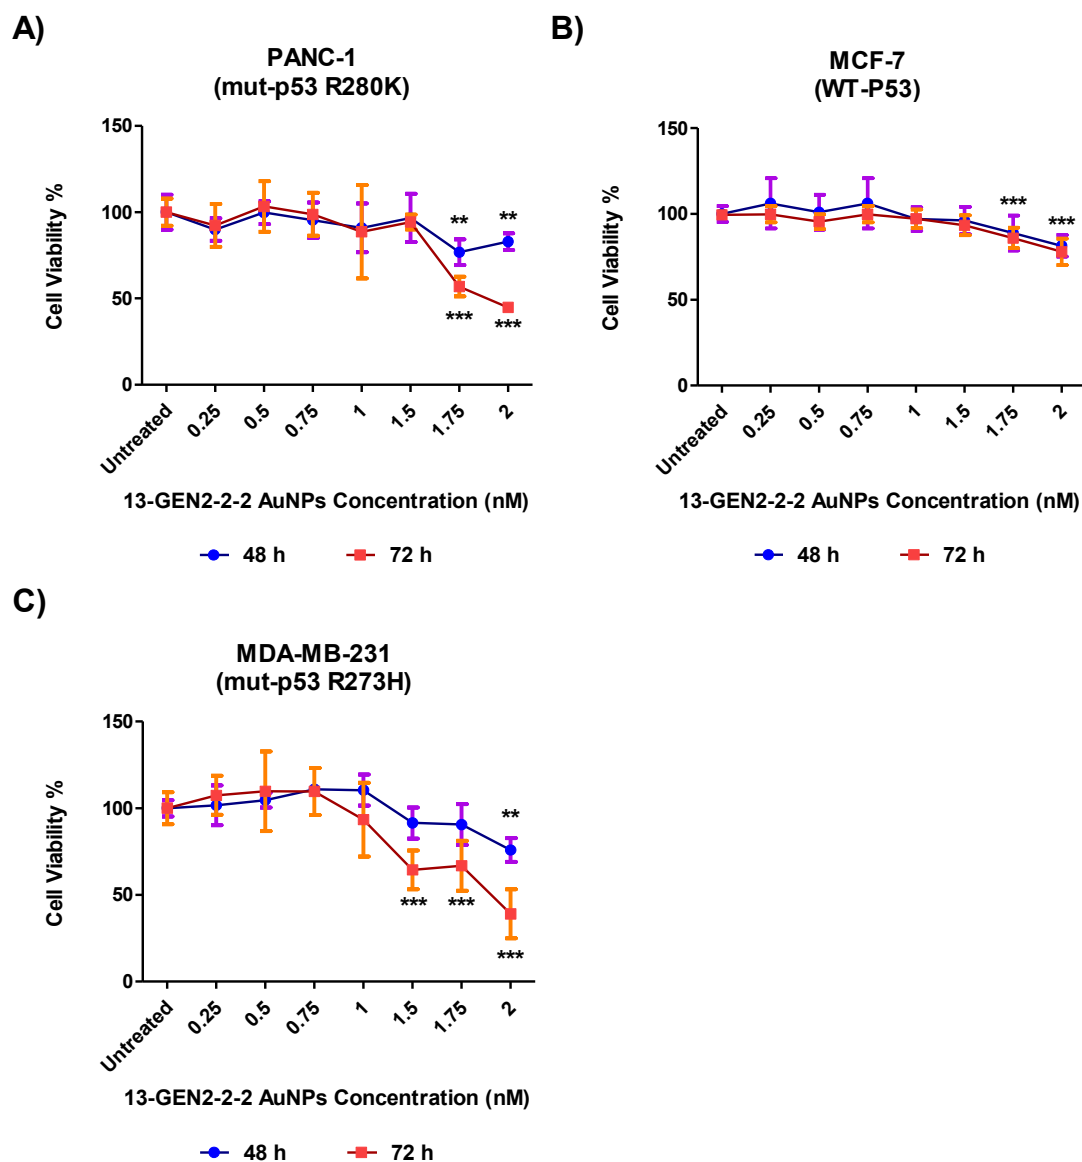 A)
PANC-1
(mut-p53 R280K)
150
100
50
0
Cell Viability %
** **
*** ***
Untreated 0.25 0.5 0.75 1 1.5 1.75 2
13-GEN2-2-2 AuNPs Concentration (nM)
48 h 72 h
B)
MCF-7
(WT-P53)
150
100
50
0
Cell Viability %
*** ***
Untreated 0.25 0.5 0.75 1 1.5 1.75 2
13-GEN2-2-2 AuNPs Concentration (nM)
48 h 72 h
C)
MDA-MB-231
(mut-p53 R273H)
150
100
50
0
Cell Viability %
**
*** ***
***
Untreated 0.25 0.5 0.75 1 1.5 1.75 2
13-GEN2-2-2 AuNPs Concentration (nM)
48 h 72 h